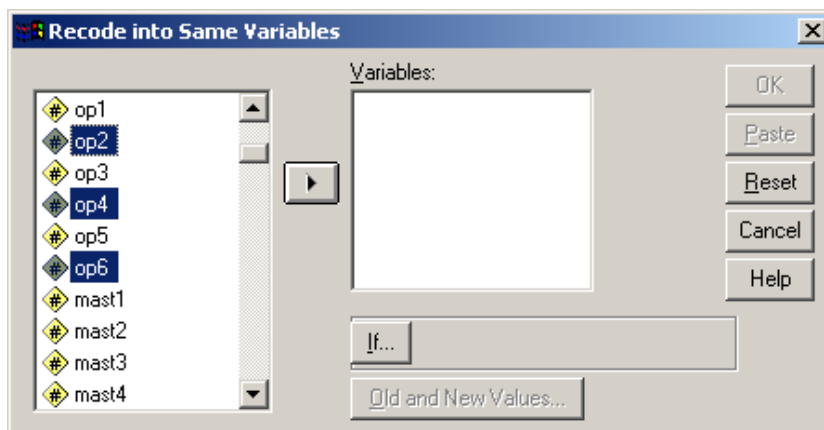 Recode into Same Variables
op1
op2
op3
op4
op5
op6
mast1
mast2
mast3
mast4
Variables:
If...
Old and New Values...
OK
Paste
Reset
Cancel
Help